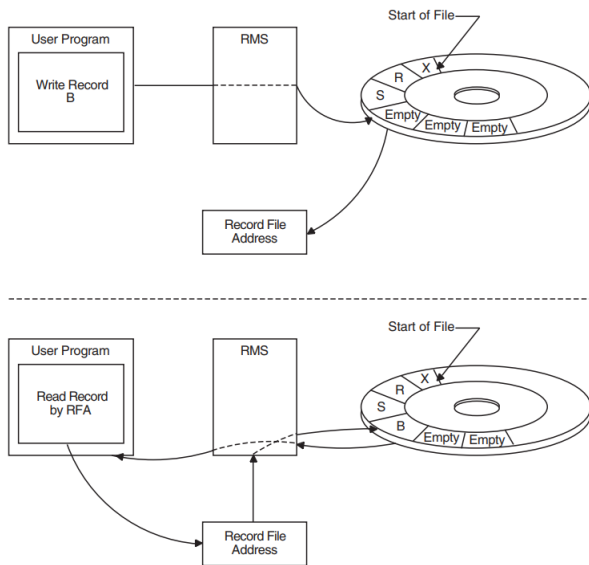 Start of File
User Program
RMS
Write Record
B
X
R
S
Empty
Empty
Empty
Record File
Address
Start of File
User Program
RMS
Read Record
by RFA
X
R
S
B
Empty
Empty
Record File
Address